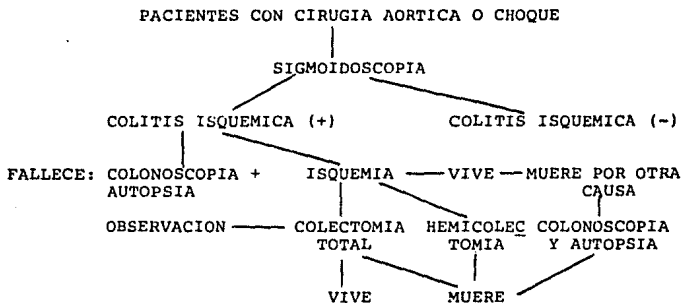 PACIENTES CON CIRUGIA AORTICA O CHOQUE
SIGMOIDOSCOPIA
COLITIS ISQUEMICA (+) COLITIS ISQUEMICA (-)
FALLECE: COLONOSCOPIA + ISQUEMIA VIVE MUERE POR OTRA
AUTOPSIA CAUSA
OBSERVACION COLECTOMIA HEMICOLEC COLONOSCOPIA
TOTAL TOMIA Y AUTOPSIA
VIVE MUERE